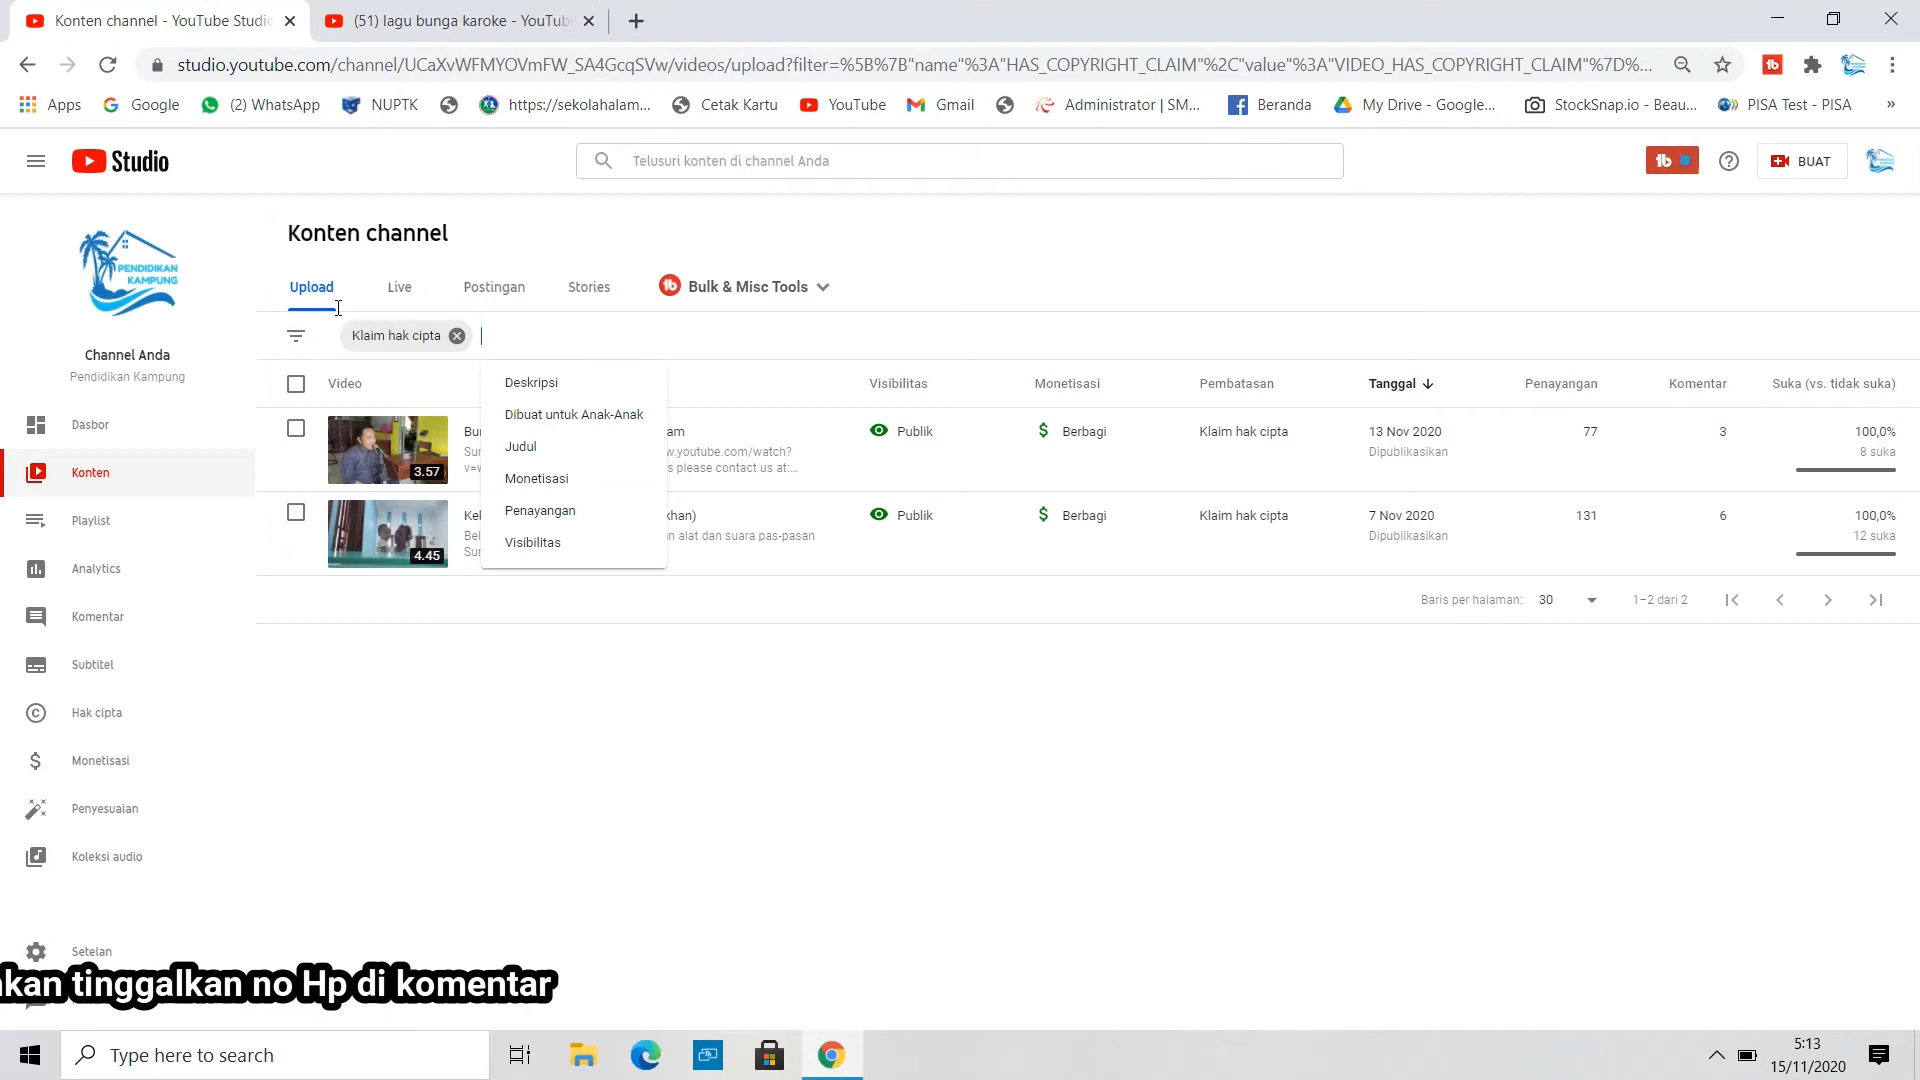 Konten channel - YouTube Studio
(51) lagu bunga karoke - YouTub
studio.youtube.com/channel/UCaXvWFMYOVmFW_SA4GcqSVw/videos/upload?filter=%5B%7B"name"%3A"HAS_COPYRIGHT_CLAIM"%2C"value"%3A"VIDEO_HAS_COPYRIGHT_CLAIM"%7D%...
Apps
Google
(2) WhatsApp
NUPTK
https://sekolahalam...
Cetak Kartu
YouTube
Gmail
Administrator | SM...
Beranda
My Drive - Google...
StockSnap.io - Beau...
PISA Test - PISA
»
Studio
Telusuri konten di channel Anda
BUAT
PENDIDIKAN
KAMPUNG
Channel Anda
Pendidikan Kampung
Dasbor
Konten
Playlist
Analytics
Komentar
Subtitel
Hak cipta
Monetisasi
Penyesuaian
Koleksi audio
Setelan
Konten channel
Upload
Live
Postingan
Stories
Bulk & Misc Tools
Klaim hak cipta
Video
Visibilitas
Monetisasi
Pembatasan
Tanggal
Penayangan
Komentar
Suka (vs. tidak suka)
Deskripsi
Dibuat untuk Anak-Anak
Judul
Monetisasi
Penayangan
Visibilitas
3.57
Bu
am
Sur
w.youtube.com/watch?
v=w
s please contact us at:...
Publik
Berbagi
Klaim hak cipta
13 Nov 2020
Dipublikasikan
77
3
100,0%
8 suka
4.45
Kek
khan)
Bel
n alat dan suara pas-pasan
Sur
Publik
Berbagi
Klaim hak cipta
7 Nov 2020
Dipublikasikan
131
6
100,0%
12 suka
Baris per halaman:
30
1–2 dari 2
kan tinggalkan no Hp di komentar
Type here to search
5:13
15/11/2020